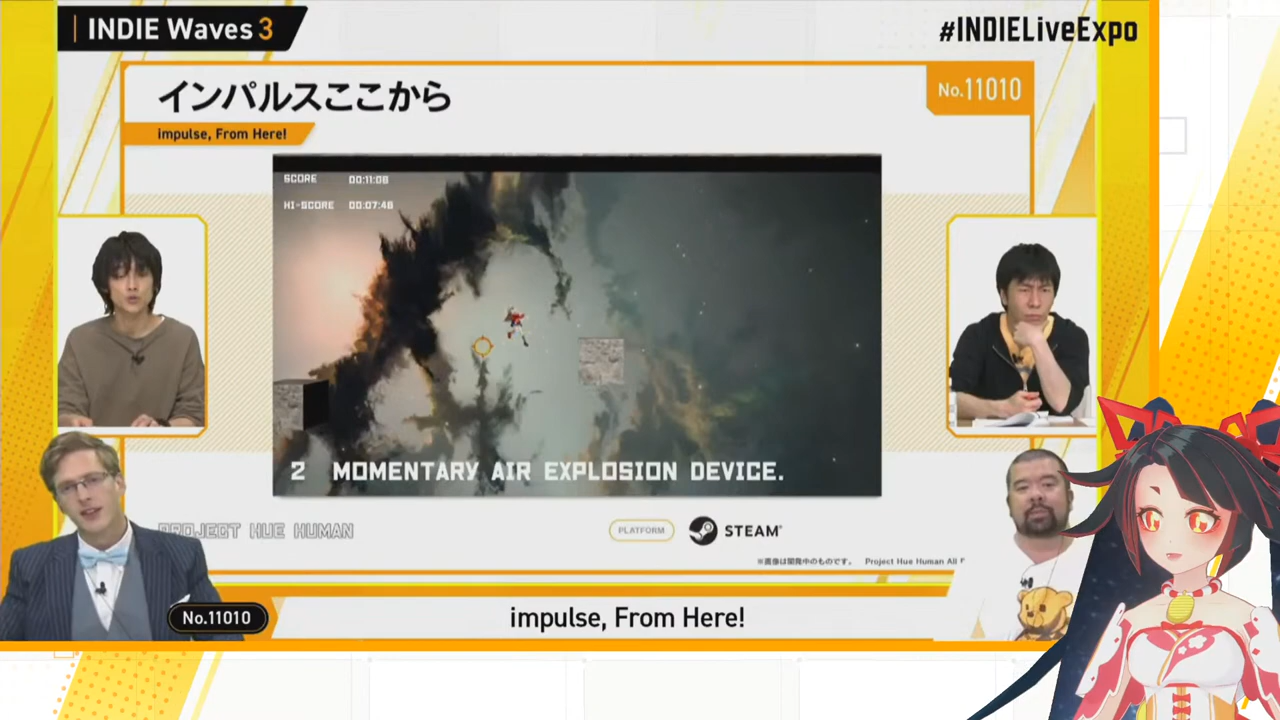 INDIE Waves 3
#INDIELiveExpo
インパルスここから
No.11010
impulse, From Here!
SCORE 00:11:08
HI-SCORE 00:07:48
2 MOMENTARY AIR EXPLOSION DEVICE.
PROJECT HUE HUMAN
PLATFORM
STEAM
※画像は開発中のものです。 Project Hue Human All
No.11010
impulse, From Here!